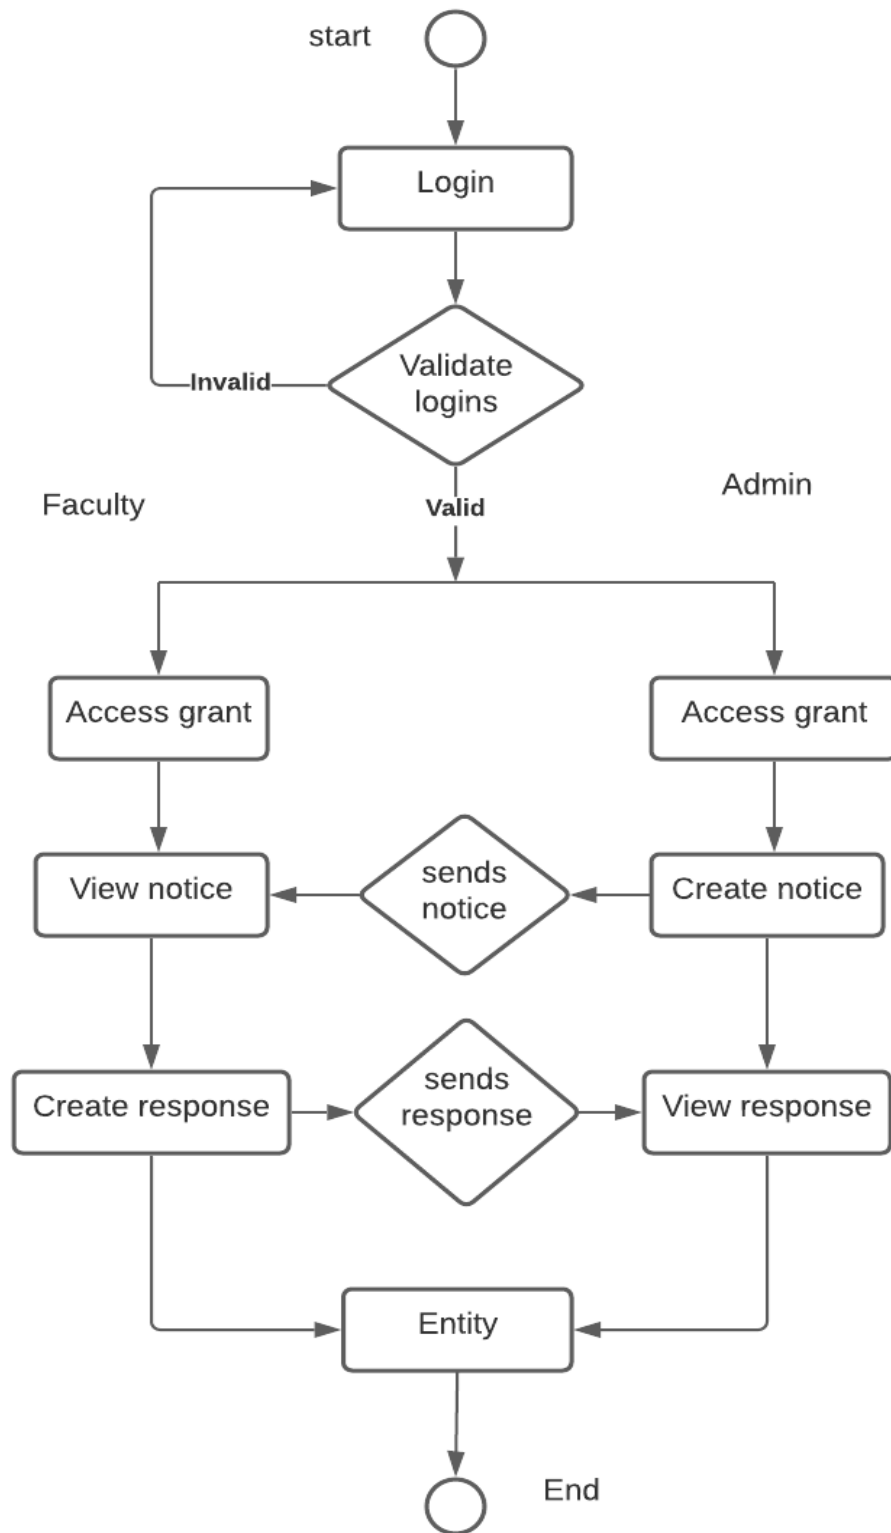 start
Login
Validate
logins
Invalid
Valid
Faculty
Admin
Access grant
Access grant
View notice
sends
notice
Create notice
Create response
sends
response
View response
Entity
End